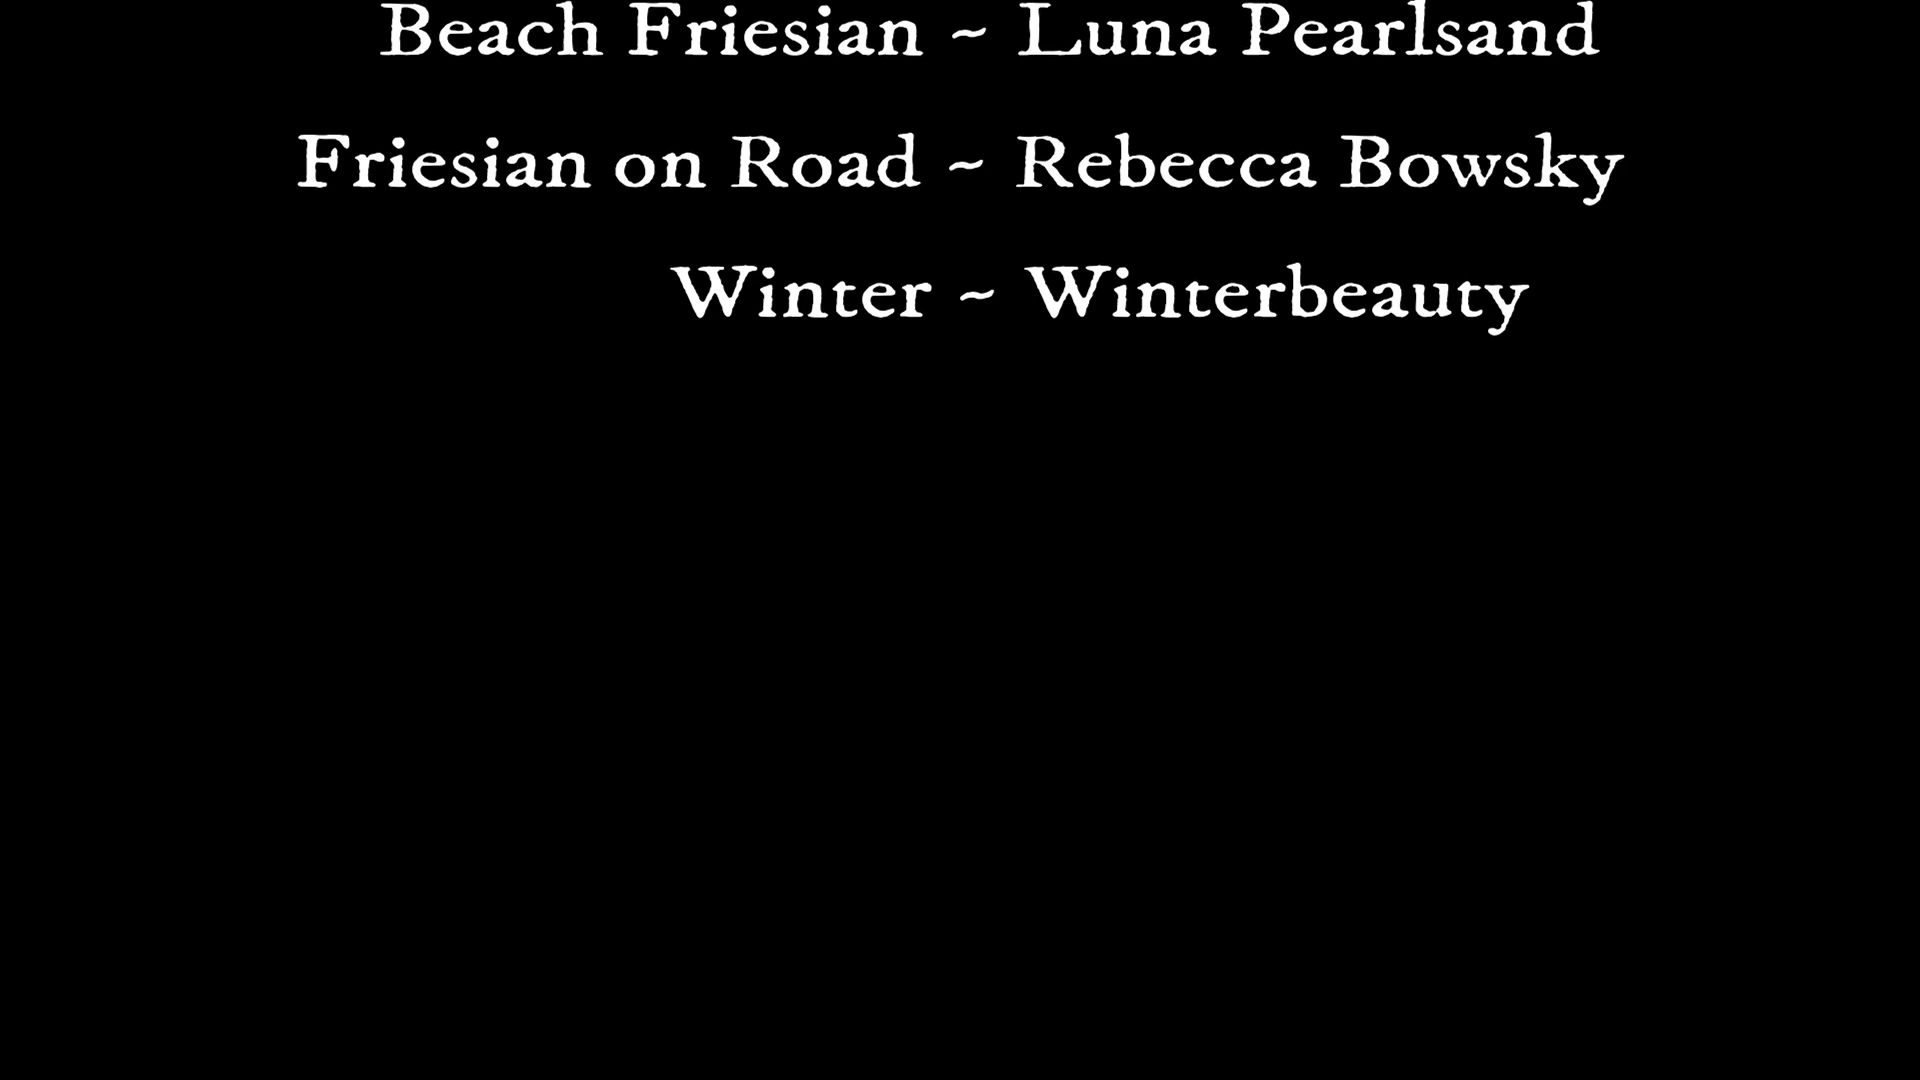 Beach Friesian ~ Luna Pearlsand
Friesian on Road ~ Rebecca Bowsky
Winter ~ Winterbeauty